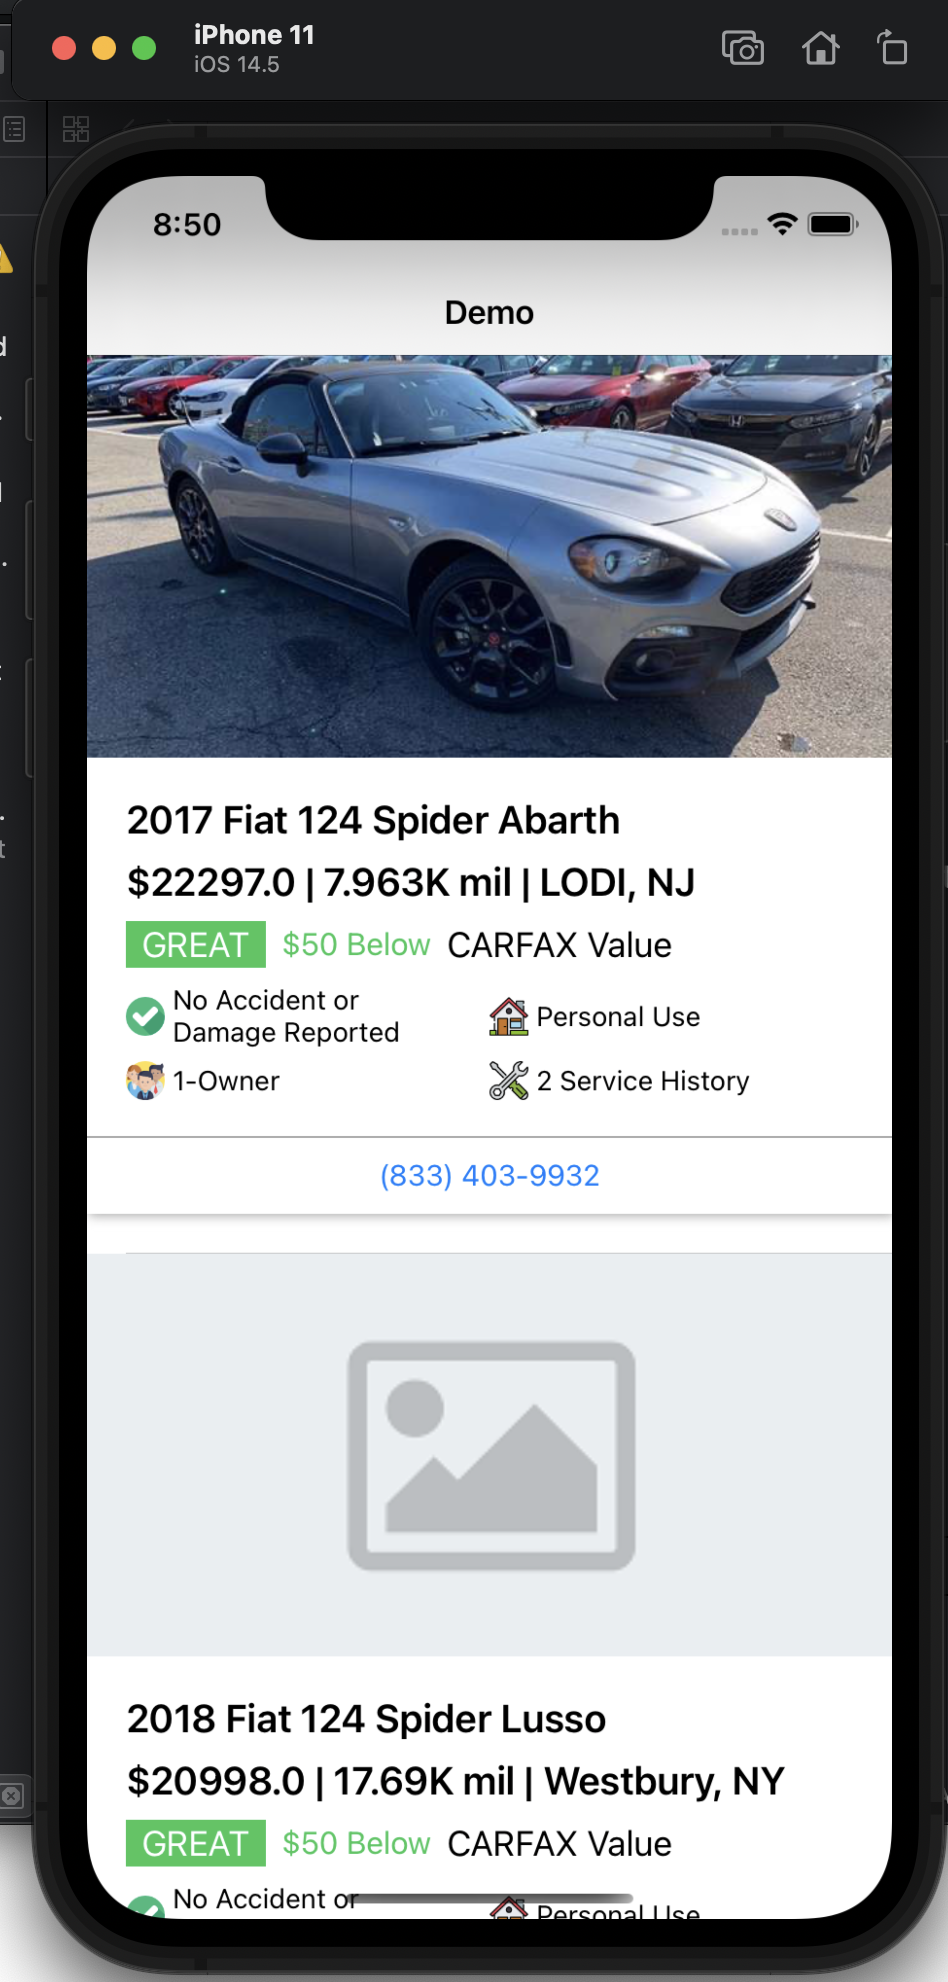 iPhone 11
iOS 14.5
8:50
Demo
2017 Fiat 124 Spider Abarth
$22297.0 | 7.963K mil | LODI, NJ
GREAT $50 Below CARFAX Value
No Accident or
Damage Reported
Personal Use
1-Owner
2 Service History
(833) 403-9932
2018 Fiat 124 Spider Lusso
$20998.0 | 17.69K mil | Westbury, NY
GREAT $50 Below CARFAX Value
No Accident or
Personal Use